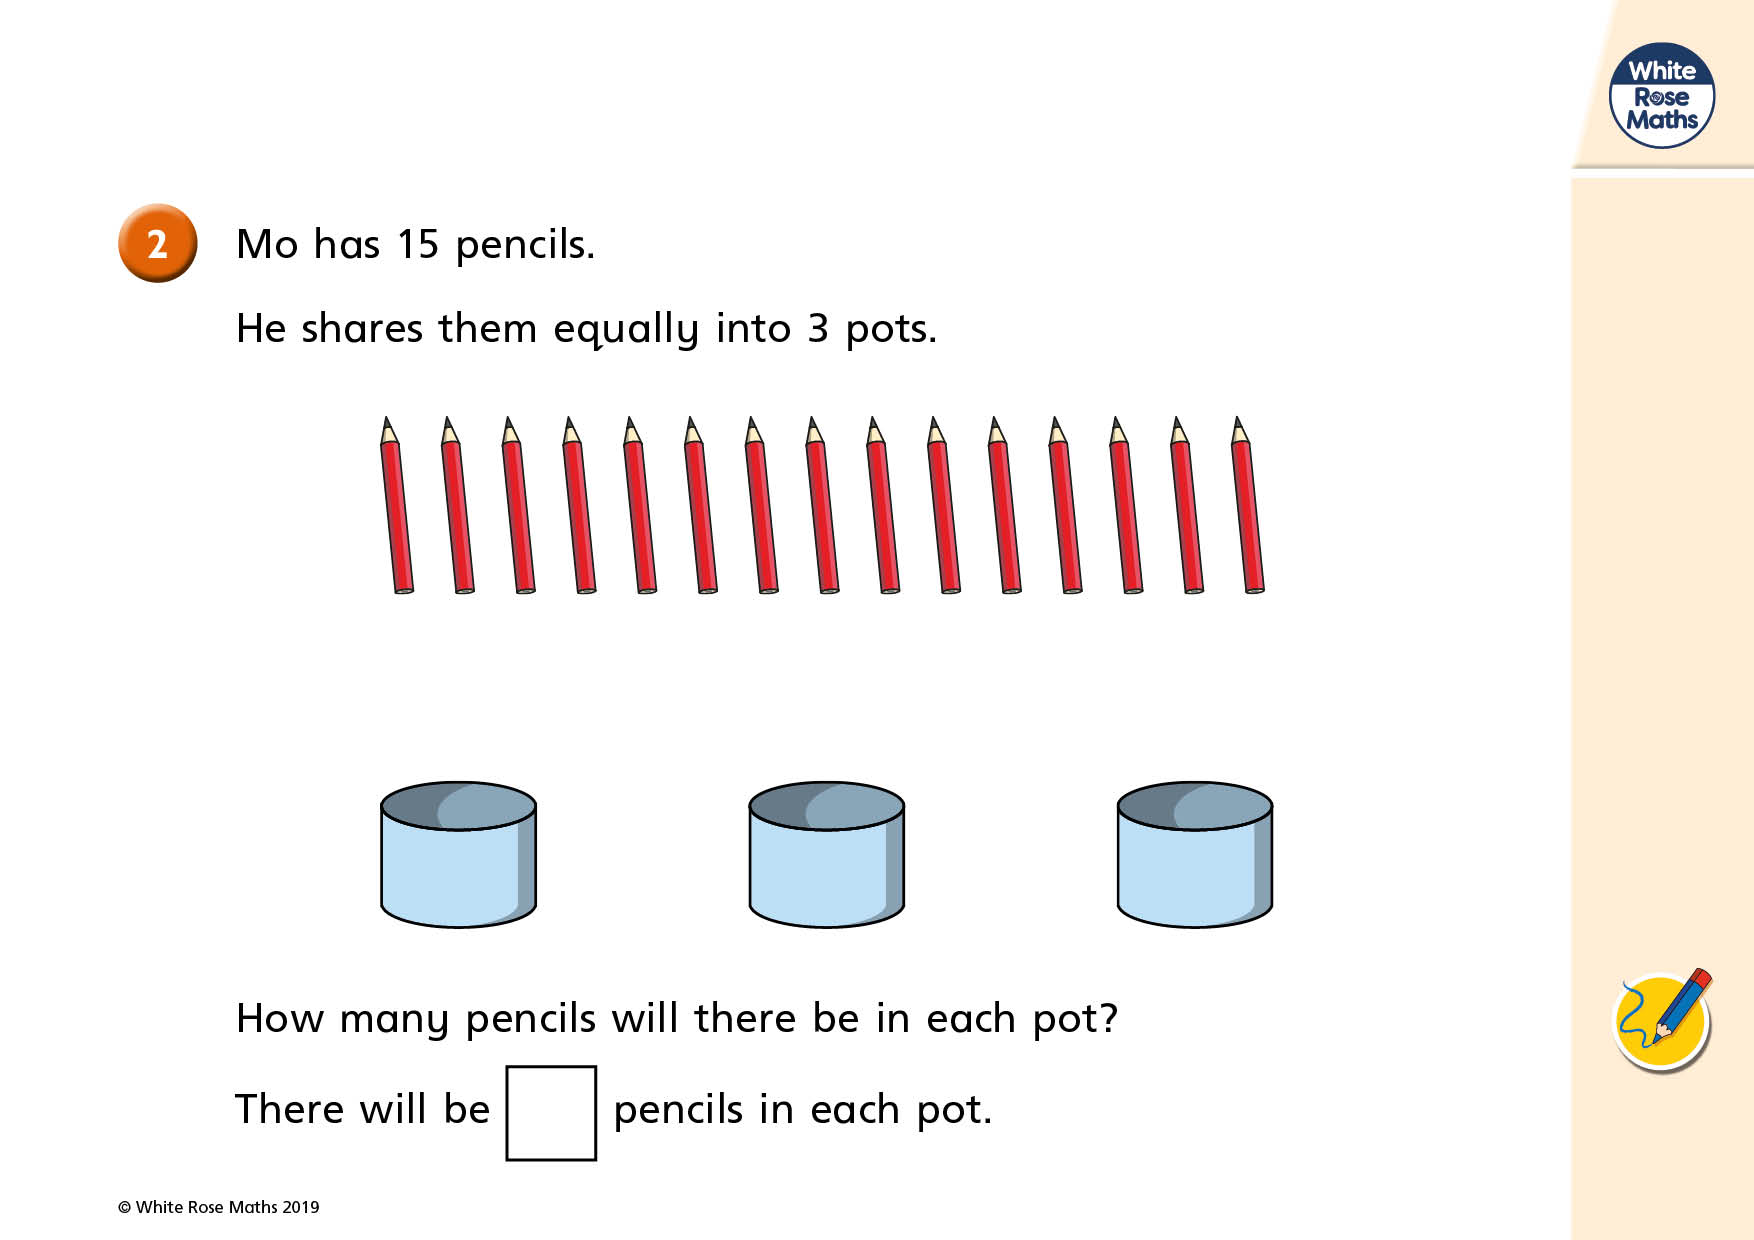 White
Rose
Maths
2 Mo has 15 pencils.
He shares them equally into 3 pots.
How many pencils will there be in each pot?
There will be pencils in each pot.
© White Rose Maths 2019